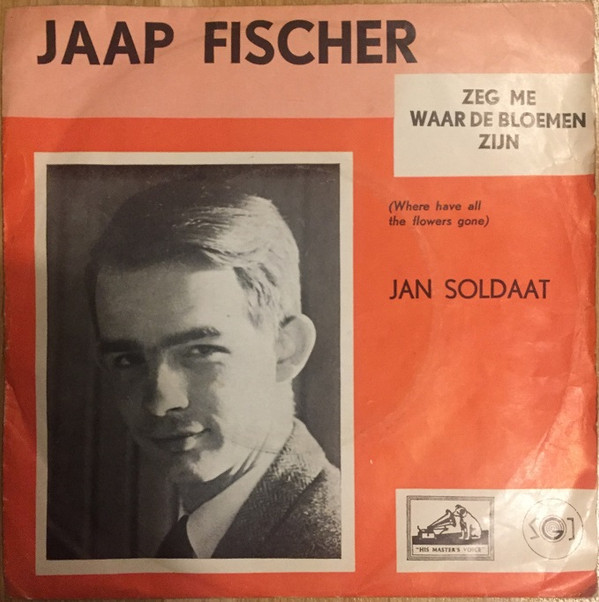 JAAP FISCHER
ZEG ME
WAAR DE BLOEMEN
ZIJN
(Where have all
the flowers gone)
JAN SOLDAAT
"HIS MASTER'S VOICE"
SGJ